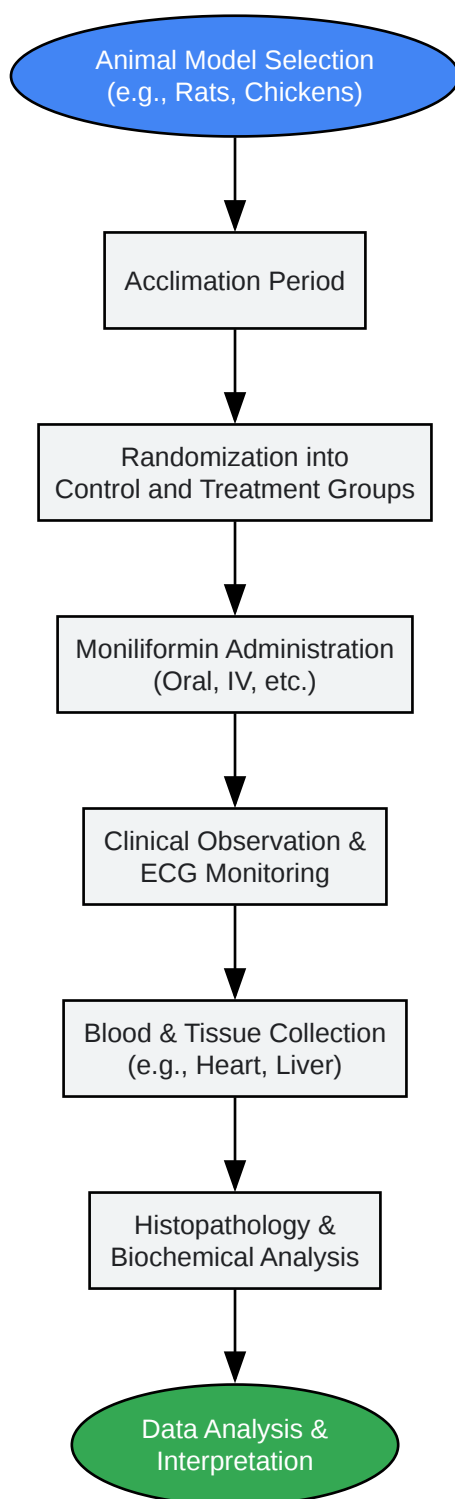 Animal Model Selection
(e.g., Rats, Chickens)
Acclimation Period
Randomization into
Control and Treatment Groups
Moniliformin Administration
(Oral, IV, etc.)
Clinical Observation &
ECG Monitoring
Blood & Tissue Collection
(e.g., Heart, Liver)
Histopathology &
Biochemical Analysis
Data Analysis &
Interpretation